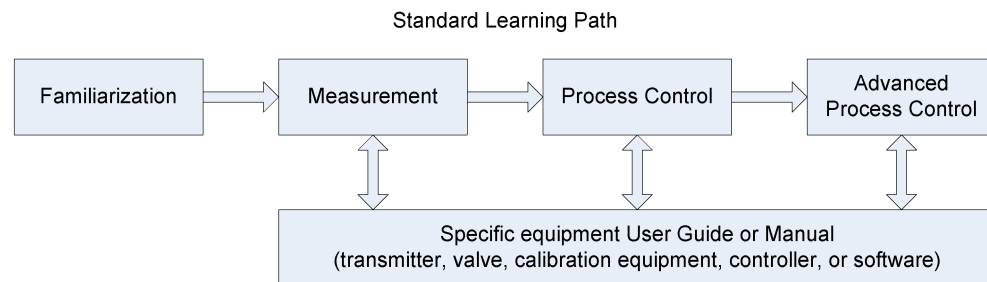 Standard Learning Path
Familiarization
Measurement
Process Control
Advanced
Process Control
Specific equipment User Guide or Manual
(transmitter, valve, calibration equipment, controller, or software)